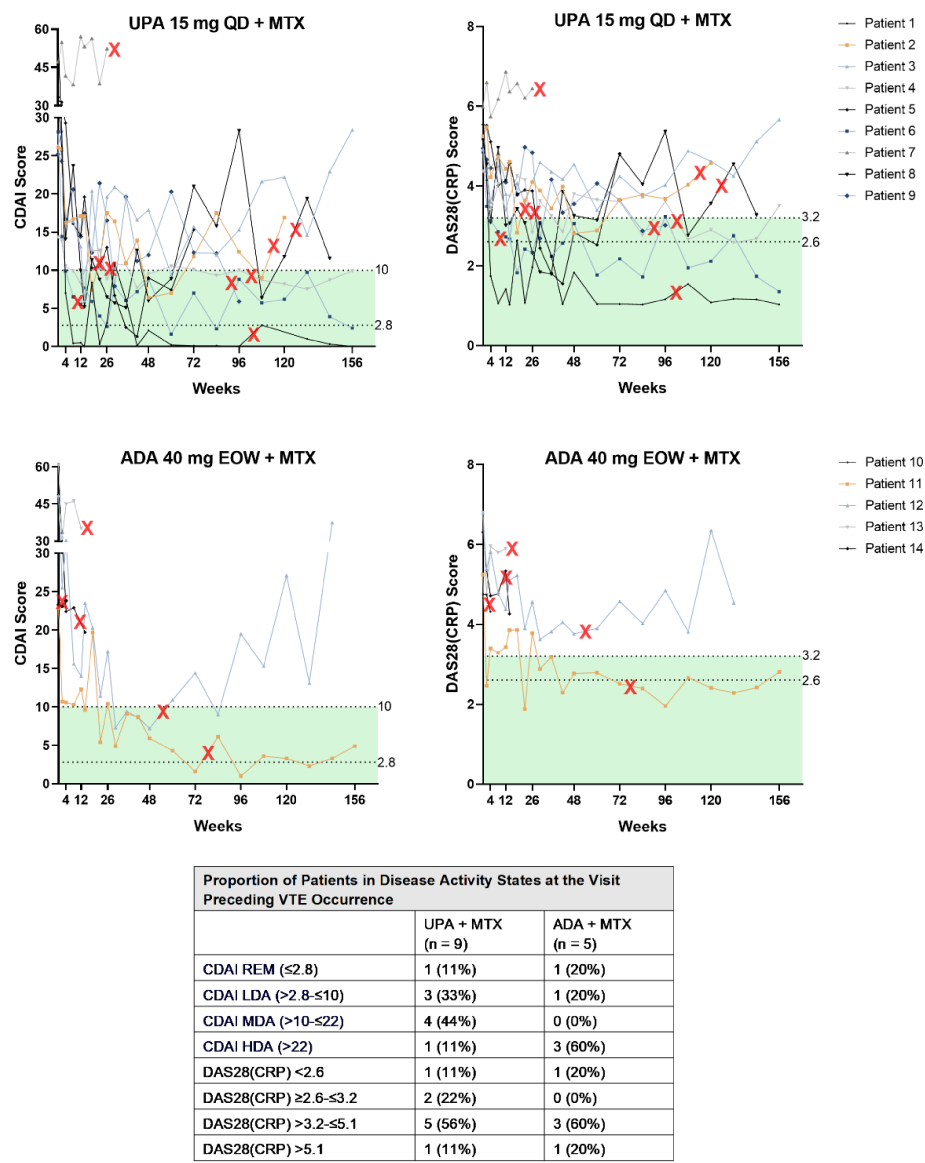 UPA 15 mg QD + MTX
60
45
30
30
25
20
15
10
5
0
CDAI Score
10
2.8
4 12 26 48 72 96 120 156
Weeks
UPA 15 mg QD + MTX
8
6
4
2
0
DAS28(CRP) Score
3.2
2.6
4 12 26 48 72 96 120 156
Weeks
Patient 1
Patient 2
Patient 3
Patient 4
Patient 5
Patient 6
Patient 7
Patient 8
Patient 9
ADA 40 mg EOW + MTX
60
45
30
30
25
20
15
10
5
0
CDAI Score
10
2.8
4 12 26 48 72 96 120 156
Weeks
ADA 40 mg EOW + MTX
8
6
4
2
0
DAS28(CRP) Score
3.2
2.6
4 12 26 48 72 96 120 156
Weeks
Patient 10
Patient 11
Patient 12
Patient 13
Patient 14
Proportion of Patients in Disease Activity States at the Visit
Preceding VTE Occurrence
UPA + MTX ADA + MTX
(n = 9) (n = 5)
CDAI REM (≤2.8) 1 (11%) 1 (20%)
CDAI LDA (>2.8-≤10) 3 (33%) 1 (20%)
CDAI MDA (>10-≤22) 4 (44%) 0 (0%)
CDAI HDA (>22) 1 (11%) 3 (60%)
DAS28(CRP) <2.6 1 (11%) 1 (20%)
DAS28(CRP) ≥2.6-≤3.2 2 (22%) 0 (0%)
DAS28(CRP) >3.2-≤5.1 5 (56%) 3 (60%)
DAS28(CRP) >5.1 1 (11%) 1 (20%)